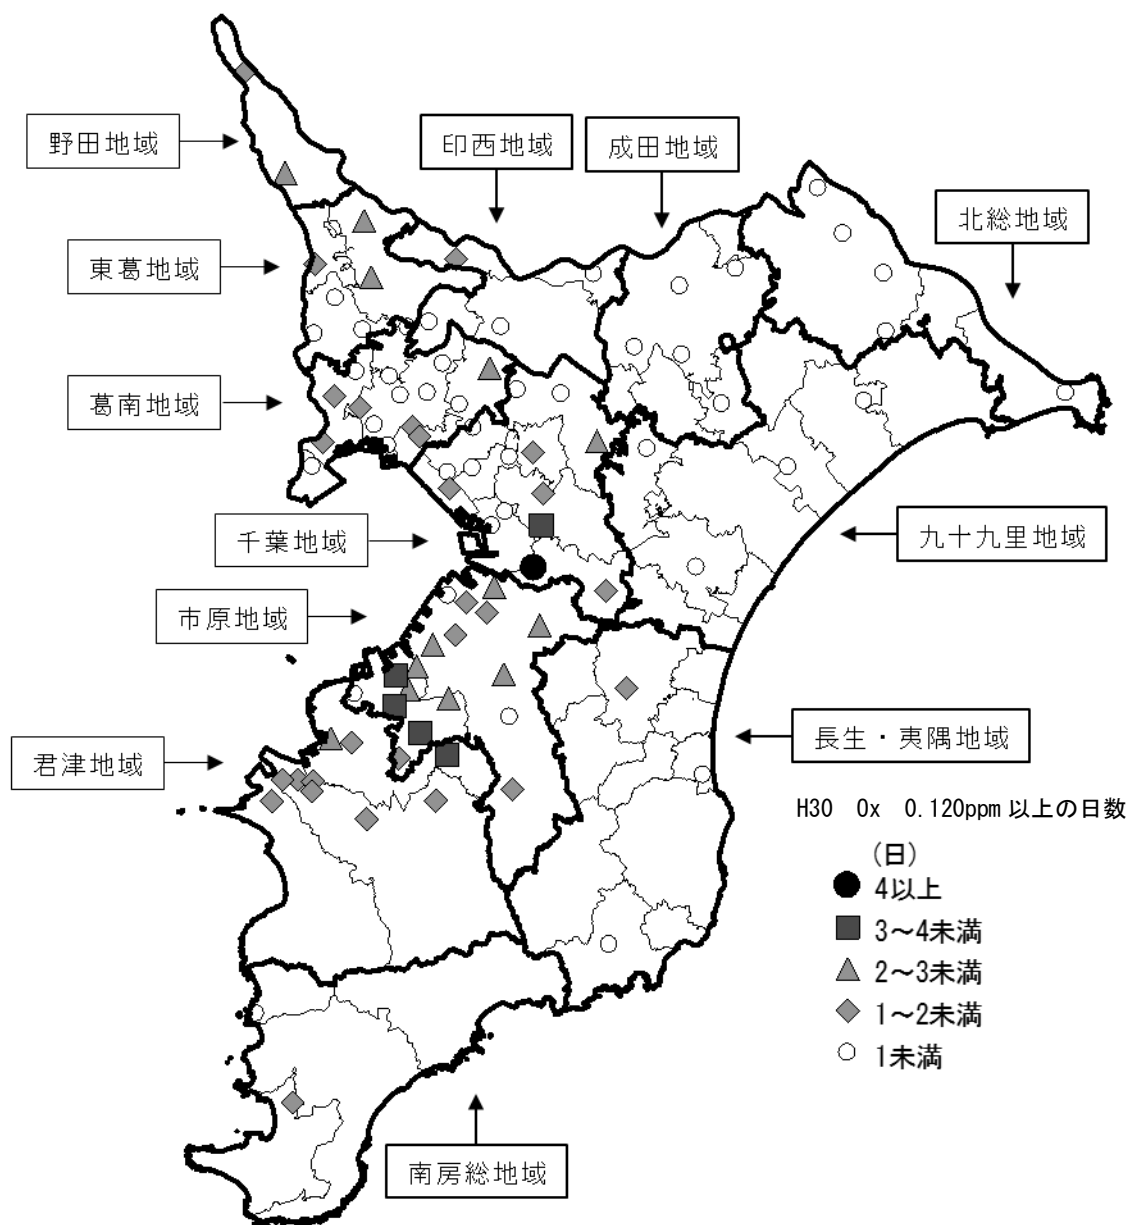 野田地域
印西地域
成田地域
北総地域
東葛地域
葛南地域
千葉地域
九十九里地域
市原地域
君津地域
長生・夷隅地域
H30 Ox 0.120ppm 以上の日数
(日)
4以上
3～4未満
2～3未満
1～2未満
1未満
南房総地域